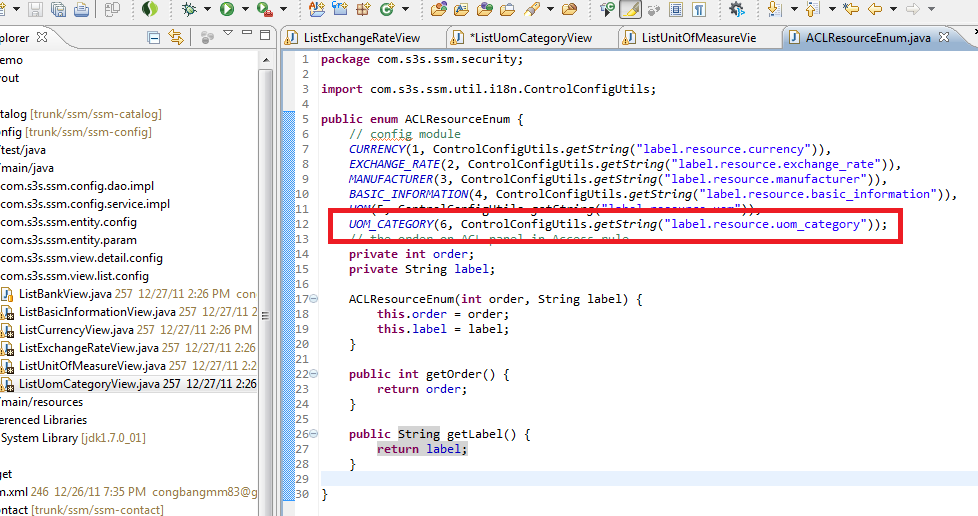 plorer
ListExchangeRateView
*ListUomCategoryView
ListUnitOfMeasureVie
ACLResourceEnum.java
emo
yout
talog [trunk/ssm/ssm-catalog]
nfig [trunk/ssm/ssm-config]
/test/java
/main/java
com.s3s.ssm.config.dao.impl
com.s3s.ssm.config.service.impl
com.s3s.ssm.entity.config
com.s3s.ssm.entity.param
com.s3s.ssm.view.detail.config
com.s3s.ssm.view.list.config
ListBankView.java 257 12/27/11 2:26 PM con
ListBasicInformationView.java 257 12/27/11 2
ListCurrencyView.java 257 12/27/11 2:26 PM
ListExchangeRateView.java 257 12/27/11 2:26
ListUnitOfMeasureView.java 257 12/27/11 2:26
ListUomCategoryView.java 257 12/27/11 2:26
/main/resources
erenced Libraries
System Library [jdk1.7.0_01]
get
m.xml 246 12/26/11 7:35 PM congbangmm83@g
ontact [trunk/ssm/ssm-contact]
1 package com.s3s.ssm.security;
2
3 import com.s3s.ssm.util.i18n.ControlConfigUtils;
4
5 public enum ACLResourceEnum {
6 // config module
7 CURRENCY(1, ControlConfigUtils.getString("label.resource.currency")),
8 EXCHANGE_RATE(2, ControlConfigUtils.getString("label.resource.exchange_rate")),
9 MANUFACTURER(3, ControlConfigUtils.getString("label.resource.manufacturer")),
10 BASIC_INFORMATION(4, ControlConfigUtils.getString("label.resource.basic_information")),
11 UOM(5, ControlConfigUtils.getString("label.resource.uom")),
12 UOM_CATEGORY(6, ControlConfigUtils.getString("label.resource.uom_category"));
13 // the order on ACL panel in Access rule
14 private int order;
15 private String label;
16
17 ACLResourceEnum(int order, String label) {
18 this.order = order;
19 this.label = label;
20 }
21
22 public int getOrder() {
23 return order;
24 }
25
26 public String getLabel() {
27 return label;
28 }
29
30 }